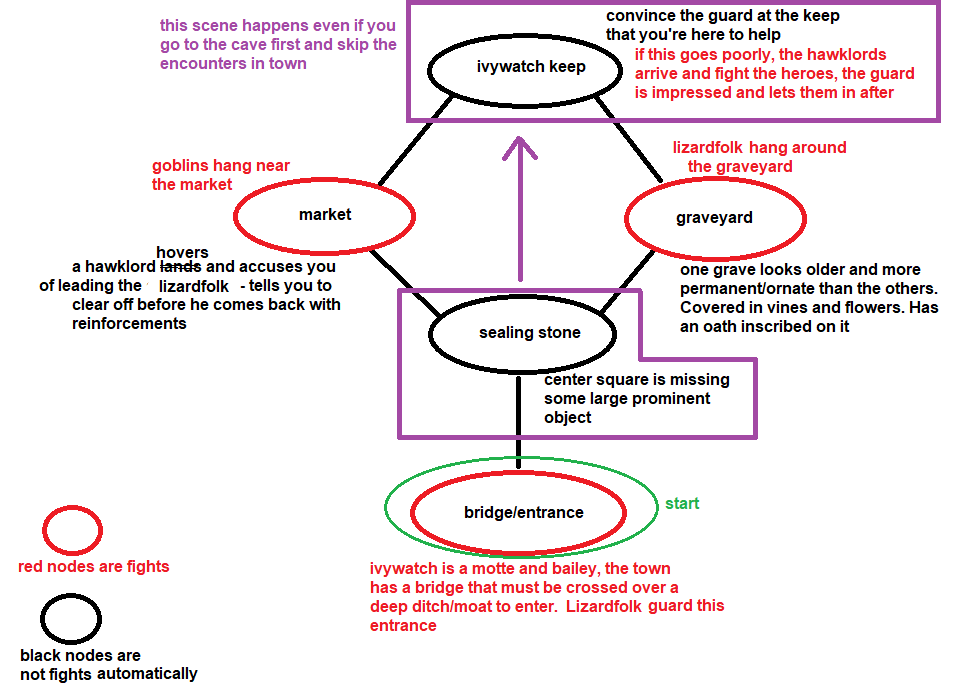 this scene happens even if you
go to the cave first and skip the
encounters in town
convince the guard at the keep
that you're here to help
if this goes poorly, the hawklords
arrive and fight the heroes, the guard
is impressed and lets them in after
ivywatch keep
goblins hang near
the market
lizardfolk hang around
the graveyard
market
graveyard
hovers
a hawklord lands and accuses you
of leading the lizardfolk - tells you to
clear off before he comes back with
reinforcements
one grave looks older and more
permanent/ornate than the others.
Covered in vines and flowers. Has
an oath inscribed on it
sealing stone
center square is missing
some large prominent
object
bridge/entrance
start
ivywatch is a motte and bailey, the town
has a bridge that must be crossed over a
deep ditch/moat to enter. Lizardfolk guard this
entrance
red nodes are fights
black nodes are
not fights automatically